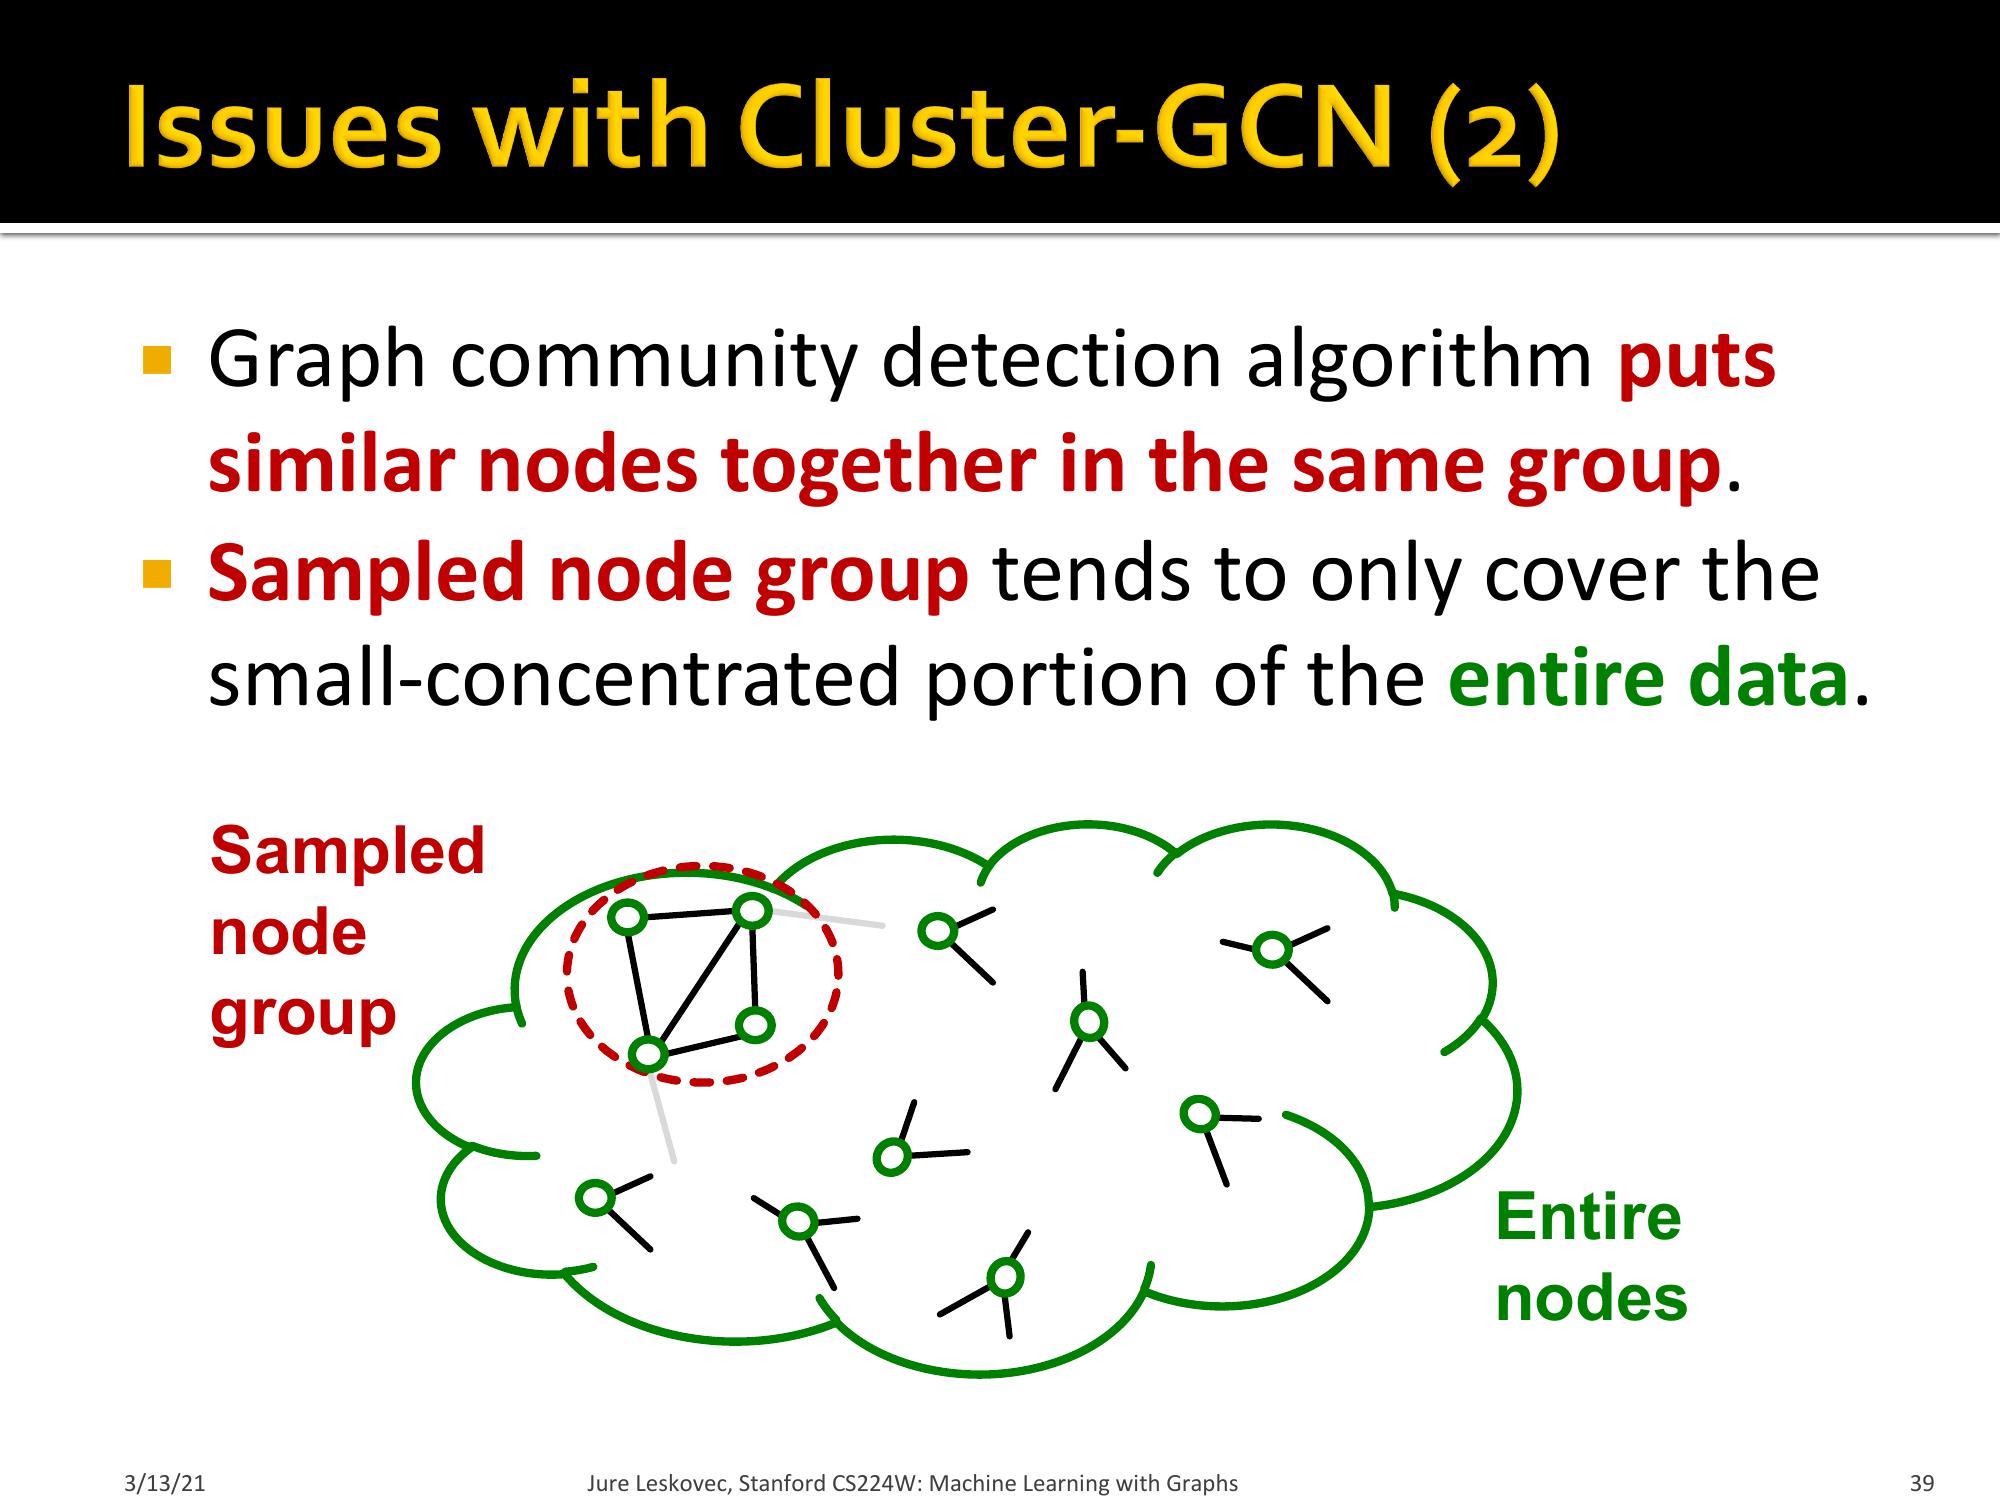 Issues with Cluster-GCN (2)
Graph community detection algorithm puts
similar nodes together in the same group.
Sampled node group tends to only cover the
small-concentrated portion of the entire data.
Sampled
node
group
Entire
nodes
3/13/21
Jure Leskovec, Stanford CS224W: Machine Learning with Graphs
39